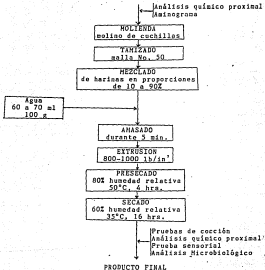 Análisis químico proximal
Aminograma
MOLIENDA
molino de cuchillas
TAMIZADO
malla No. 50
MEZCLADO
de harinas en proporciones
de 10 a 90%
Agua
60 a 70 ml
100 g
AMASADO
durante 5 min.
EXTRUSION
800-1000 lb/in²
PRESECADO
80% humedad relativa
50°C, 4 hrs.
SECADO
60% humedad relativa
35°C, 16 hrs.
Pruebas de cocción
Análisis químico proximal
Prueba sensorial
Análisis Microbiológico
PRODUCTO FINAL